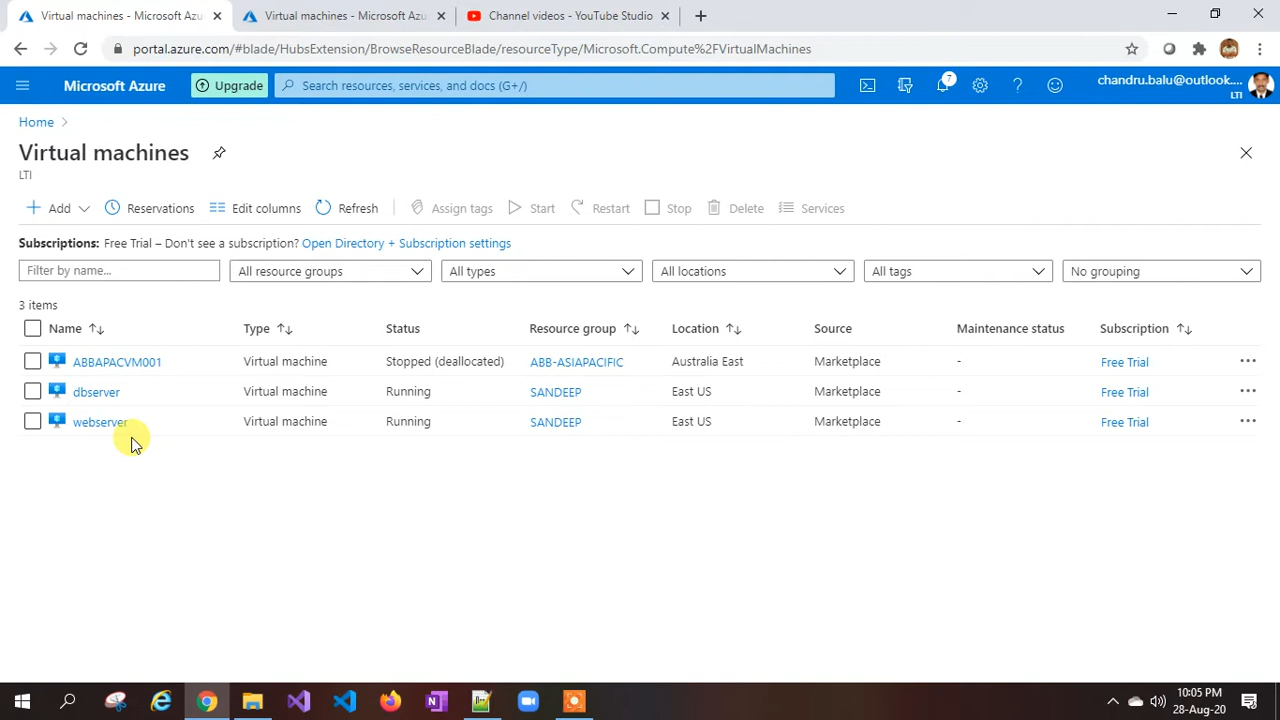 Virtual machines - Microsoft Azu
Virtual machines - Microsoft Azu
Channel videos - YouTube Studio
portal.azure.com/#blade/HubsExtension/BrowseResourceBlade/resourceType/Microsoft.Compute%2FVirtualMachines
Microsoft Azure
Upgrade
Search resources, services, and docs (G+/)
7
chandru.balu@outlook....
LTI
Home
Virtual machines
LTI
Add
Reservations
Edit columns
Refresh
Assign tags
Start
Restart
Stop
Delete
Services
Subscriptions: Free Trial – Don't see a subscription? Open Directory + Subscription settings
Filter by name...
All resource groups
All types
All locations
All tags
No grouping
3 items
Name Type Status Resource group Location Source Maintenance status Subscription
ABBAPACVM001 Virtual machine Stopped (deallocated) ABB-ASIAPACIFIC Australia East Marketplace - Free Trial ...
dbserver Virtual machine Running SANDEEP East US Marketplace - Free Trial ...
webserver Virtual machine Running SANDEEP East US Marketplace - Free Trial ...
10:05 PM
28-Aug-20